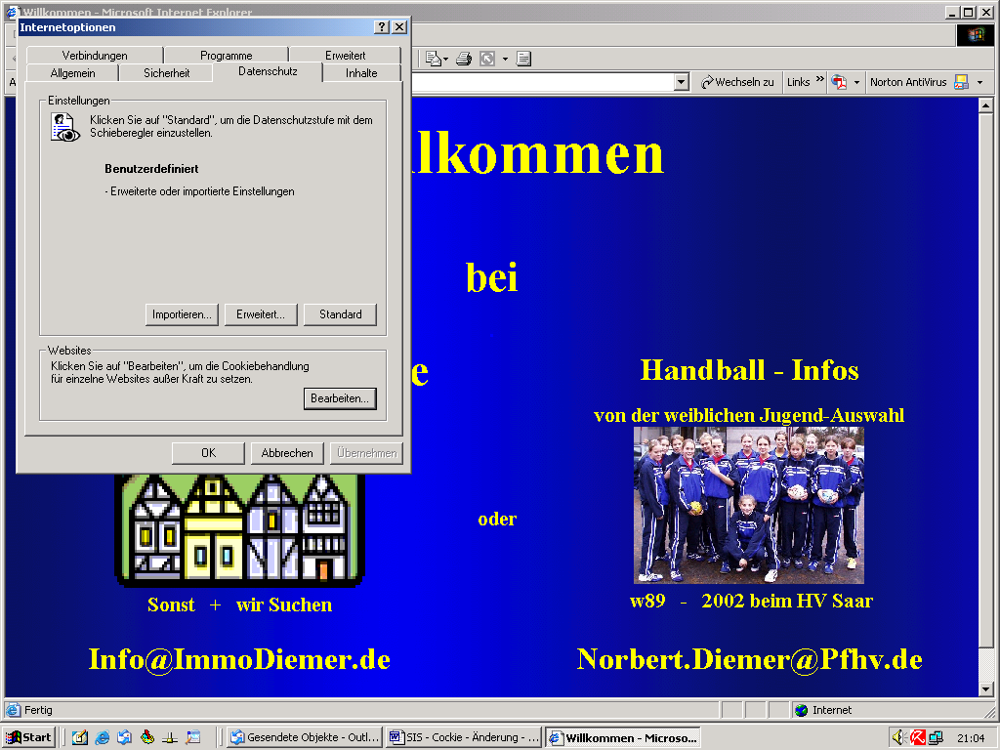 Willkommen - Microsoft Internet Explorer
Internetoptionen
Verbindungen Programme Erweitert
Allgemein Sicherheit Datenschutz Inhalte
Einstellungen
Klicken Sie auf "Standard", um die Datenschutzstufe mit dem
Schieberegler einzustellen.
Benutzerdefiniert
- Erweiterte oder importierte Einstellungen
Importieren... Erweitert... Standard
Websites
Klicken Sie auf "Bearbeiten", um die Cookiebehandlung
für einzelne Websites außer Kraft zu setzen.
Bearbeiten...
OK Abbrechen Übernehmen
A
Wechseln zu Links » Norton AntiVirus
lkommen
bei
e
Handball - Infos
von der weiblichen Jugend-Auswahl
oder
Sonst + wir Suchen
w89 - 2002 beim HV Saar
Info@ImmoDiemer.de
Norbert.Diemer@Pfhv.de
Fertig Internet
Start Gesendete Objekte - Outl... SIS - Cockie - Änderung - ... Willkommen - Microso... 21:04